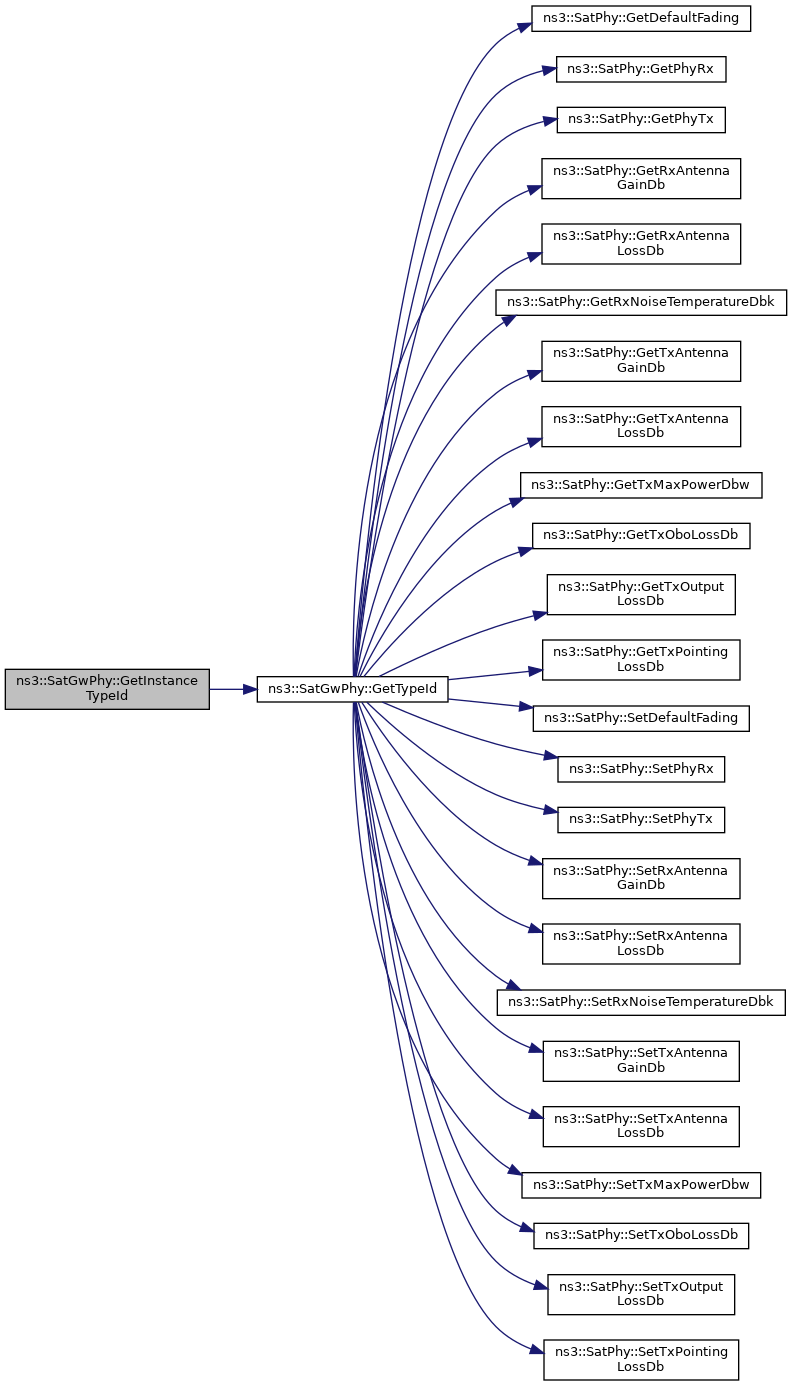 ns3::SatGwPhy::GetInstance
TypeId
ns3::SatGwPhy::GetTypeId
ns3::SatPhy::GetDefaultFading
ns3::SatPhy::GetPhyRx
ns3::SatPhy::GetPhyTx
ns3::SatPhy::GetRxAntenna
GainDb
ns3::SatPhy::GetRxAntenna
LossDb
ns3::SatPhy::GetRxNoiseTemperatureDbk
ns3::SatPhy::GetTxAntenna
GainDb
ns3::SatPhy::GetTxAntenna
LossDb
ns3::SatPhy::GetTxMaxPowerDbw
ns3::SatPhy::GetTxOboLossDb
ns3::SatPhy::GetTxOutput
LossDb
ns3::SatPhy::GetTxPointing
LossDb
ns3::SatPhy::SetDefaultFading
ns3::SatPhy::SetPhyRx
ns3::SatPhy::SetPhyTx
ns3::SatPhy::SetRxAntenna
GainDb
ns3::SatPhy::SetRxAntenna
LossDb
ns3::SatPhy::SetRxNoiseTemperatureDbk
ns3::SatPhy::SetTxAntenna
GainDb
ns3::SatPhy::SetTxAntenna
LossDb
ns3::SatPhy::SetTxMaxPowerDbw
ns3::SatPhy::SetTxOboLossDb
ns3::SatPhy::SetTxOutput
LossDb
ns3::SatPhy::SetTxPointing
LossDb